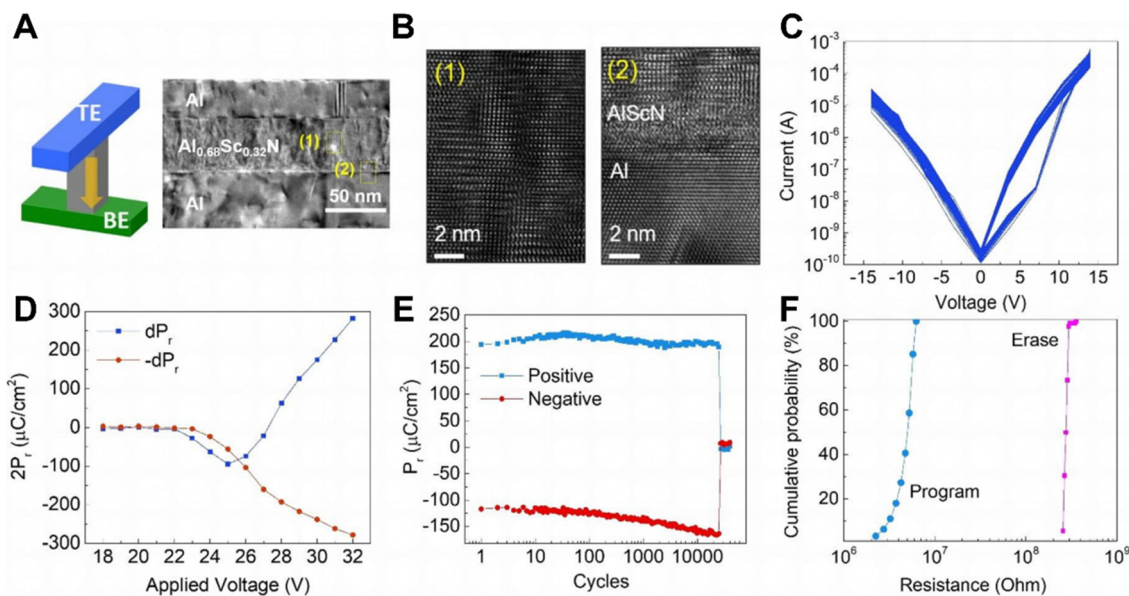 A
TE
BE
Al
Al0.68Sc0.32N
(1)
(2)
Al
50 nm
B
(1)
2 nm
(2)
AlScN
Al
2 nm
C
Current (A)
10-3
10-4
10-5
10-6
10-7
10-8
10-9
10-10
-15 -10 -5 0 5 10 15
Voltage (V)
D
2Pr (μC/cm2)
300
200
100
0
-100
-200
-300
dPr
-dPr
18 20 22 24 26 28 30 32
Applied Voltage (V)
E
Pr (μC/cm2)
250
200
150
100
50
0
-50
-100
-150
Positive
Negative
1 10 100 1000 10000
Cycles
F
Cumulative probability (%)
100
80
60
40
20
Erase
Program
106 107 108 109
Resistance (Ohm)